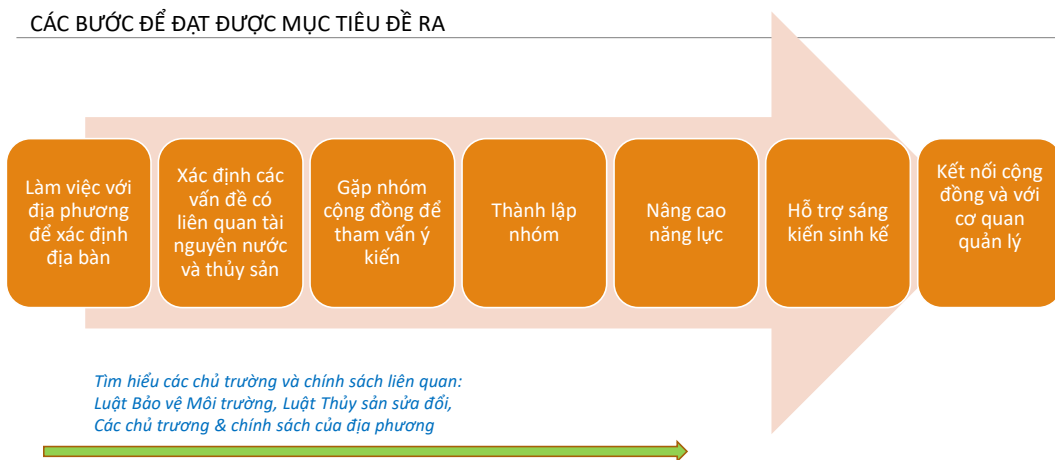 CÁC BƯỚC ĐỂ ĐẠT ĐƯỢC MỤC TIÊU ĐỀ RA
Làm việc với
địa phương
để xác định
địa bàn
Xác định các
vấn đề có
liên quan tài
nguyên nước
và thủy sản
Gặp nhóm
cộng đồng để
tham vấn ý
kiến
Thành lập
nhóm
Nâng cao
năng lực
Hỗ trợ sáng
kiến sinh kế
Kết nối cộng
đồng và với
cơ quan
quản lý
Tìm hiểu các chủ trường và chính sách liên quan:
Luật Bảo vệ Môi trường, Luật Thủy sản sửa đổi,
Các chủ trương & chính sách của địa phương